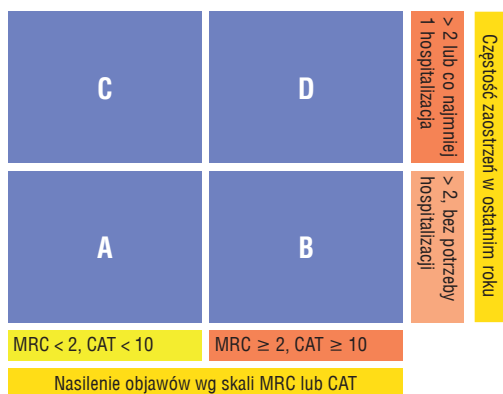 C
D
> 2 lub co najmniej
1 hospitalizacja
Częstość zaostrzeń w ostatnim roku
A
B
> 2, bez potrzeby
hospitalizacji
MRC < 2, CAT < 10
MRC ≥ 2, CAT ≥ 10
Nasilenie objawów wg skali MRC lub CAT